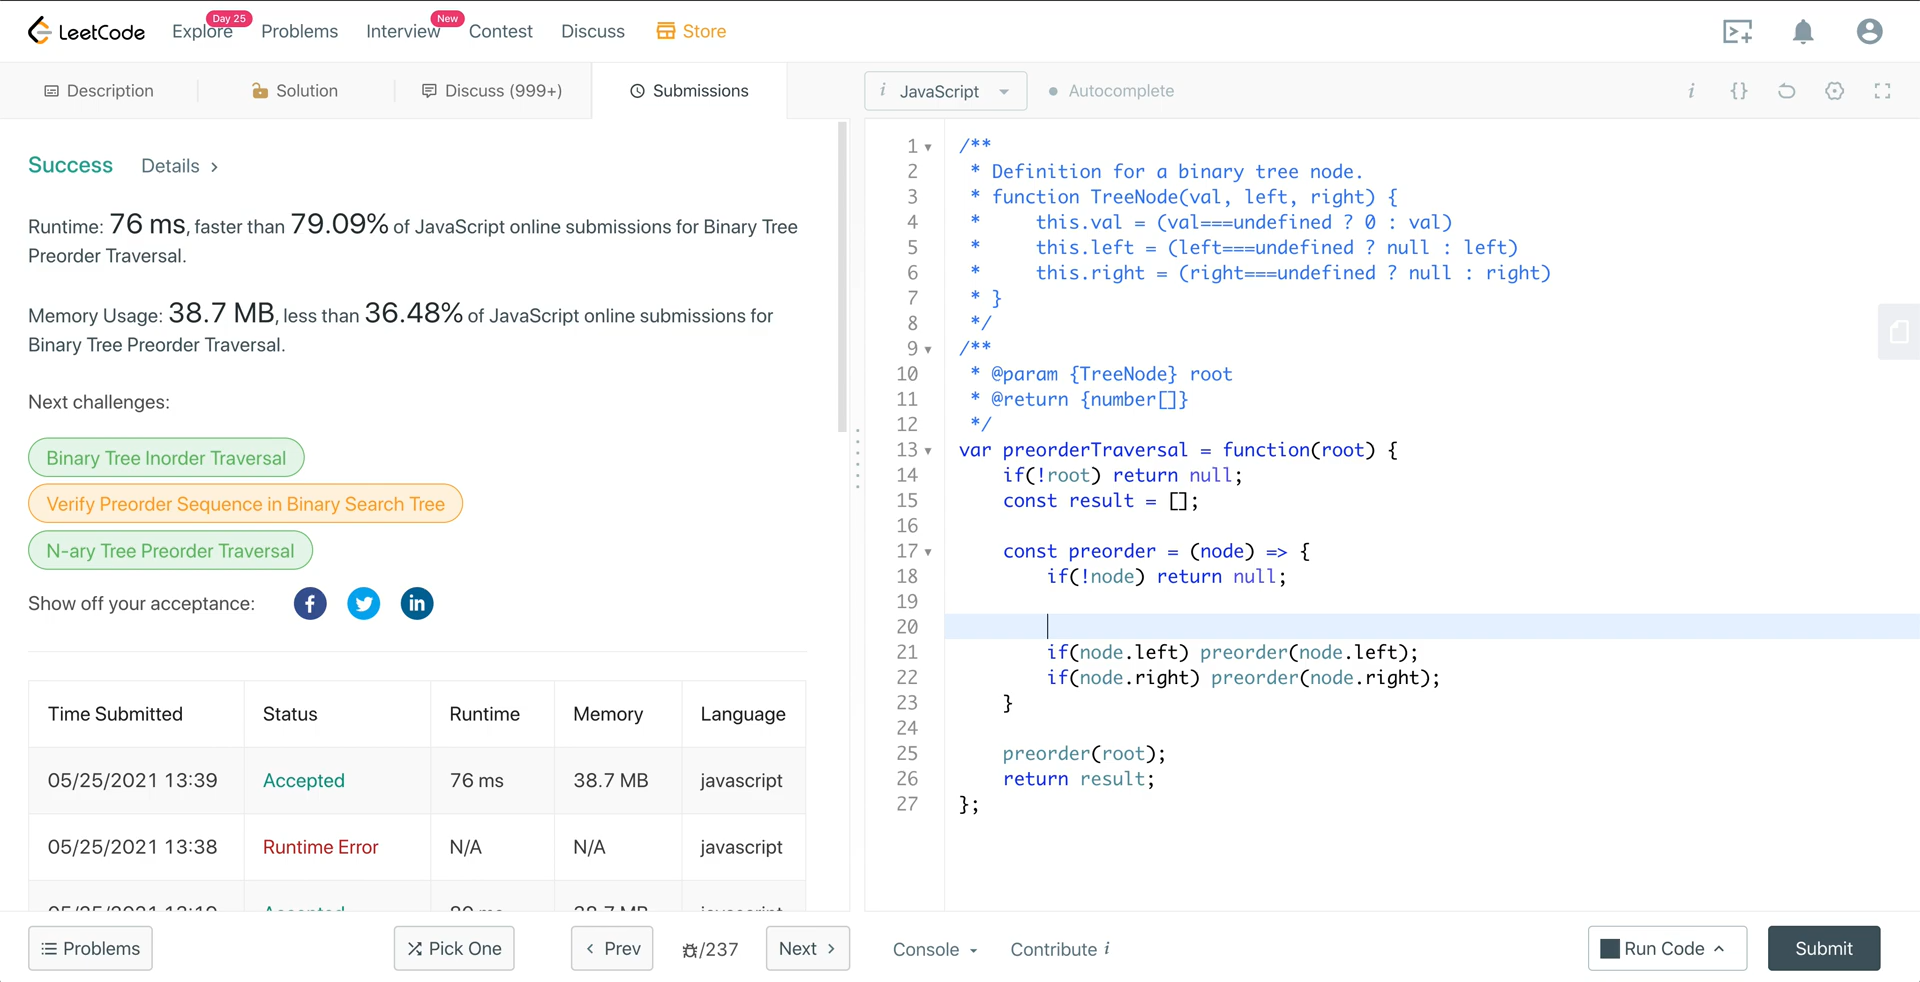 LeetCode
Explore
Day 25
Problems
Interview
New
Contest
Discuss
Store
Description
Solution
Discuss (999+)
Submissions
i JavaScript
Autocomplete
i {}
Success
Details >
Runtime: 76 ms, faster than 79.09% of JavaScript online submissions for Binary Tree
Preorder Traversal.
Memory Usage: 38.7 MB, less than 36.48% of JavaScript online submissions for
Binary Tree Preorder Traversal.
Next challenges:
Binary Tree Inorder Traversal
Verify Preorder Sequence in Binary Search Tree
N-ary Tree Preorder Traversal
Show off your acceptance:
f
in
Time Submitted Status Runtime Memory Language
05/25/2021 13:39 Accepted 76 ms 38.7 MB javascript
05/25/2021 13:38 Runtime Error N/A N/A javascript
1 /**
2  * Definition for a binary tree node.
3  * function TreeNode(val, left, right) {
4  *     this.val = (val===undefined ? 0 : val)
5  *     this.left = (left===undefined ? null : left)
6  *     this.right = (right===undefined ? null : right)
7  * }
8  */
9 /**
10  * @param {TreeNode} root
11  * @return {number[]}
12  */
13 var preorderTraversal = function(root) {
14     if(!root) return null;
15     const result = [];
16
17     const preorder = (node) => {
18         if(!node) return null;
19
20
21         if(node.left) preorder(node.left);
22         if(node.right) preorder(node.right);
23     }
24
25     preorder(root);
26     return result;
27 };
Problems
Pick One
< Prev
/237
Next >
Console
Contribute i
Run Code
Submit